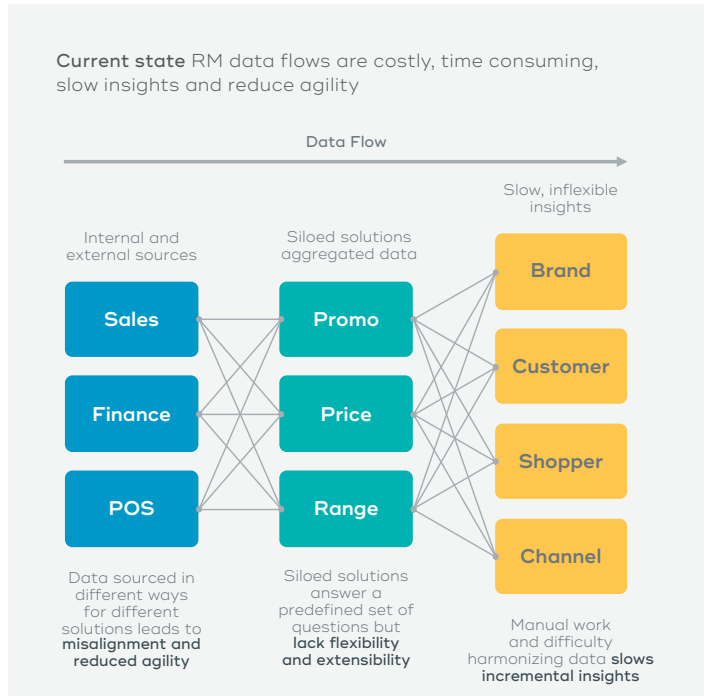 Current state RM data flows are costly, time consuming,
slow insights and reduce agility
Data Flow
Internal and
external sources
Sales
Finance
POS
Data sourced in
different ways
for different
solutions leads to
misalignment and
reduced agility
Siloed solutions
aggregated data
Promo
Price
Range
Siloed solutions
answer a
predefined set of
questions but
lack flexibility
and extensibility
Slow, inflexible
insights
Brand
Customer
Shopper
Channel
Manual work
and difficulty
harmonizing data slows
incremental insights